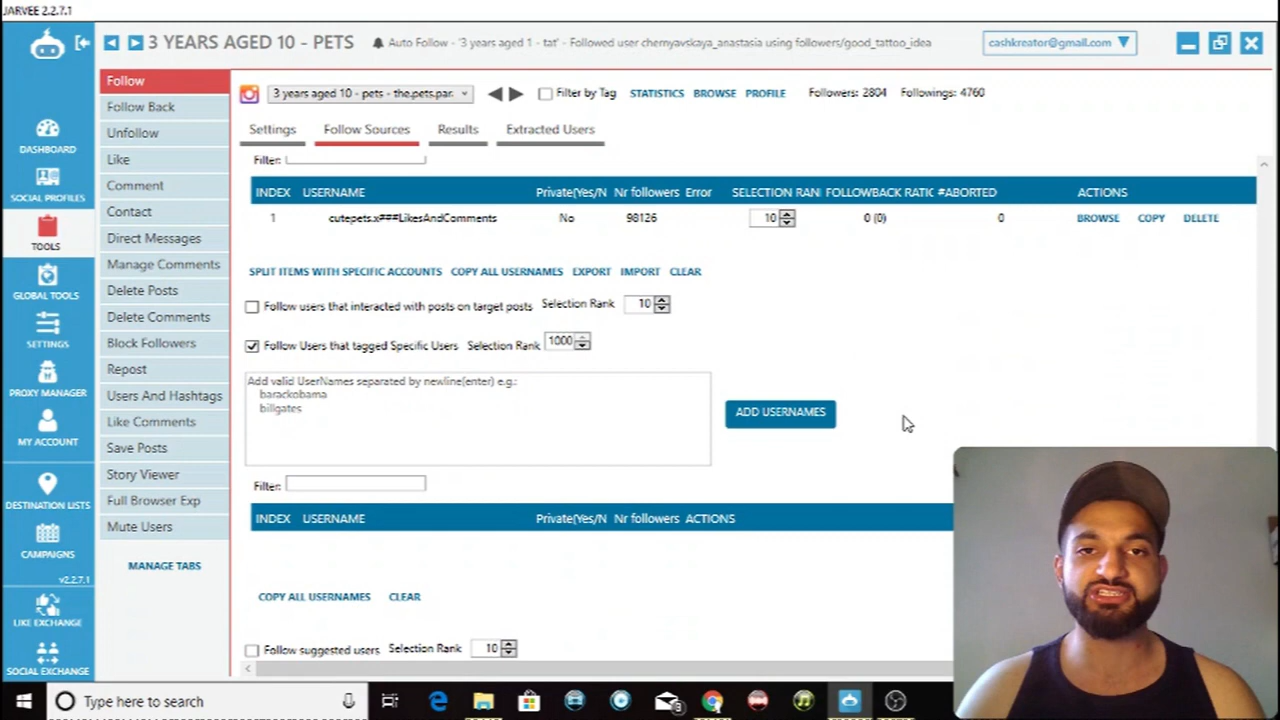 JARVEE 2.2.7.1
3 YEARS AGED 10 - PETS
Auto Follow - '3 years aged 1 - tat' - Followed user chernyavskaya_anastasia using followers/good_tattoo_idea
cashkreator@gmail.com
DASHBOARD
SOCIAL PROFILES
TOOLS
GLOBAL TOOLS
SETTINGS
PROXY MANAGER
MY ACCOUNT
DESTINATION LISTS
CAMPAIGNS
v2.2.7.1
LIKE EXCHANGE
SOCIAL EXCHANGE
Follow
Follow Back
Unfollow
Like
Comment
Contact
Direct Messages
Manage Comments
Delete Posts
Delete Comments
Block Followers
Repost
Users And Hashtags
Like Comments
Save Posts
Story Viewer
Full Browser Exp
Mute Users
MANAGE TABS
3 years aged 10 - pets - the.pets.par. Filter by Tag STATISTICS BROWSE PROFILE Followers: 2804 Followings: 4760
Settings Follow Sources Results Extracted Users
Filter:
INDEX USERNAME Private(Yes/N Nr followers Error SELECTION RAN FOLLOWBACK RATIC #ABORTED ACTIONS
1 cutepets.x###LikesAndComments No 98126 10 0 (0) 0 BROWSE COPY DELETE
SPLIT ITEMS WITH SPECIFIC ACCOUNTS COPY ALL USERNAMES EXPORT IMPORT CLEAR
Follow users that interacted with posts on target posts Selection Rank 10
Follow Users that tagged Specific Users Selection Rank 1000
Add valid UserNames separated by newline(enter) e.g.:
barackobama
billgates
ADD USERNAMES
Filter:
INDEX USERNAME Private(Yes/N Nr followers ACTIONS
COPY ALL USERNAMES CLEAR
Follow suggested users Selection Rank 10
Type here to search
3